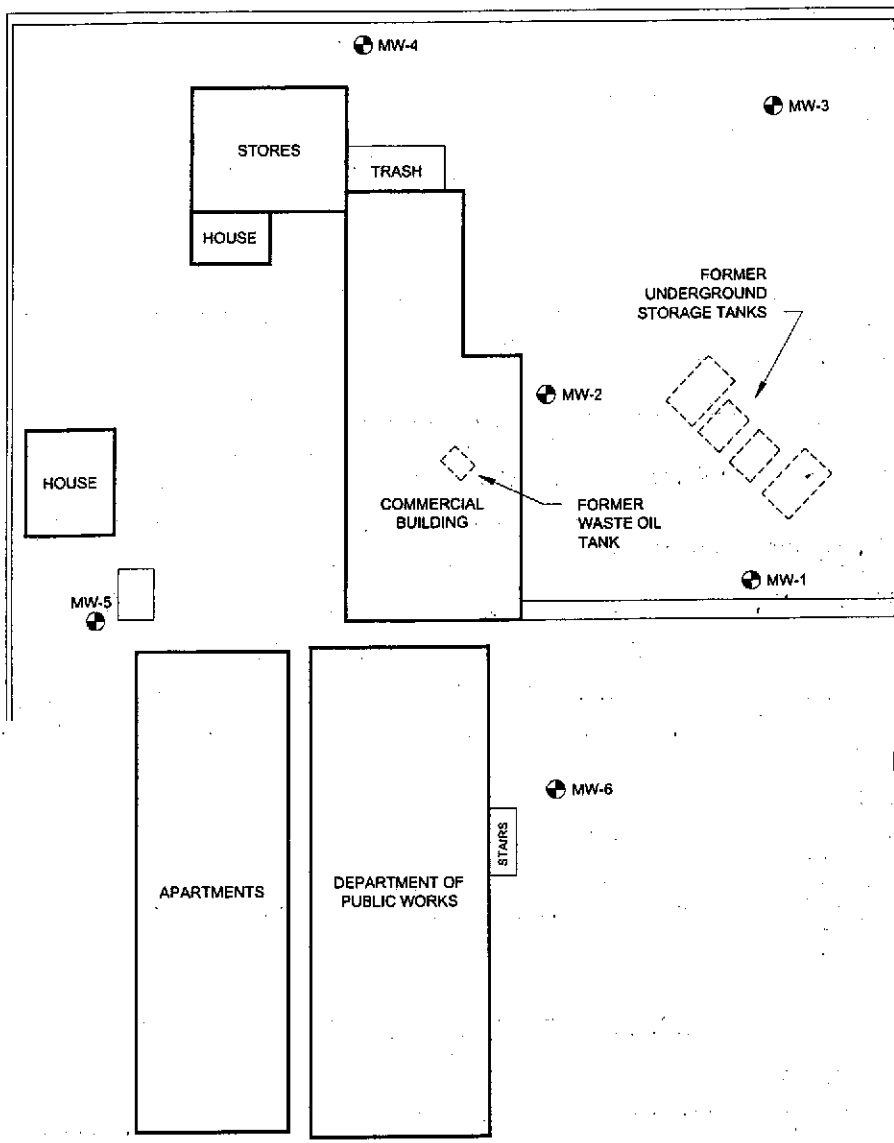 MW-4
MW-3
STORES
TRASH
HOUSE
FORMER
UNDERGROUND
STORAGE TANKS
MW-2
HOUSE
COMMERCIAL
BUILDING
FORMER
WASTE OIL
TANK
MW-1
MW-5
MW-6
STAIRS
APARTMENTS
DEPARTMENT OF
PUBLIC WORKS